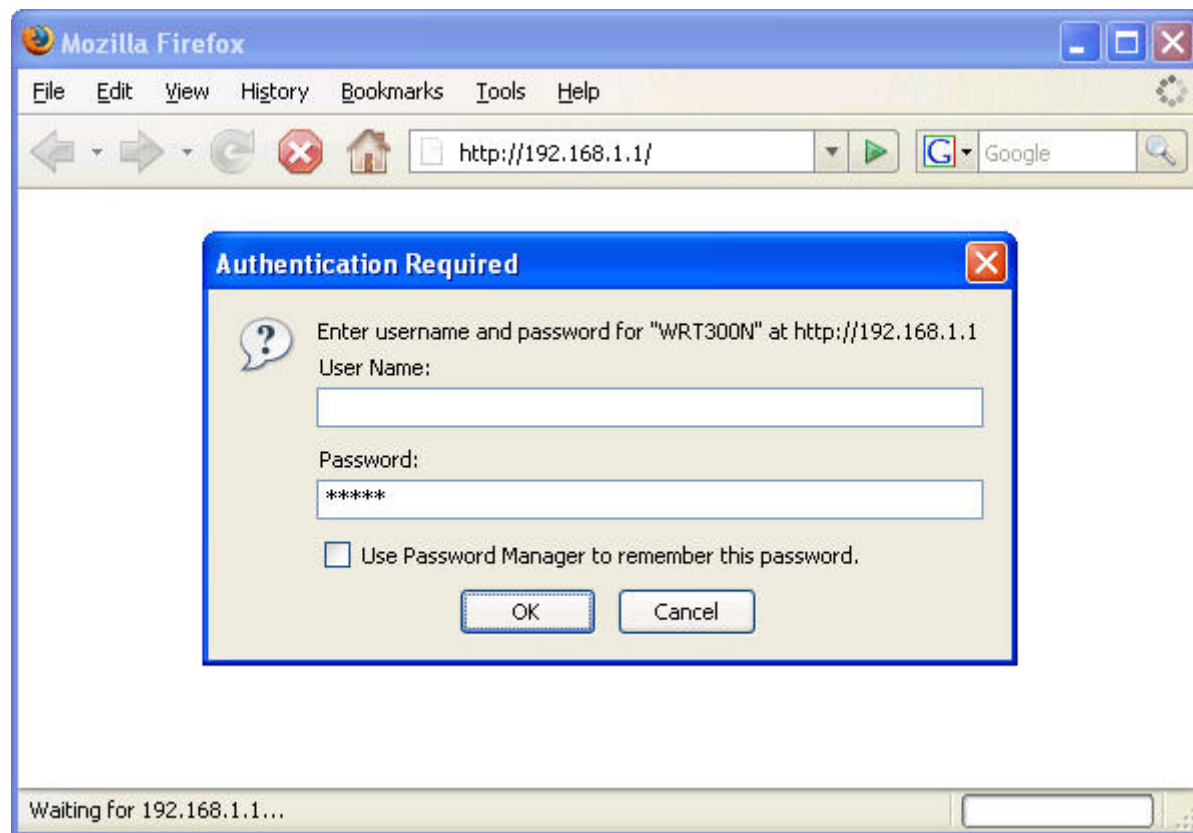 Mozilla Firefox
File Edit View History Bookmarks Tools Help
http://192.168.1.1/ G Google
Authentication Required
Enter username and password for "WRT300N" at http://192.168.1.1
User Name:
Password:
*****
Use Password Manager to remember this password.
OK Cancel
Waiting for 192.168.1.1...